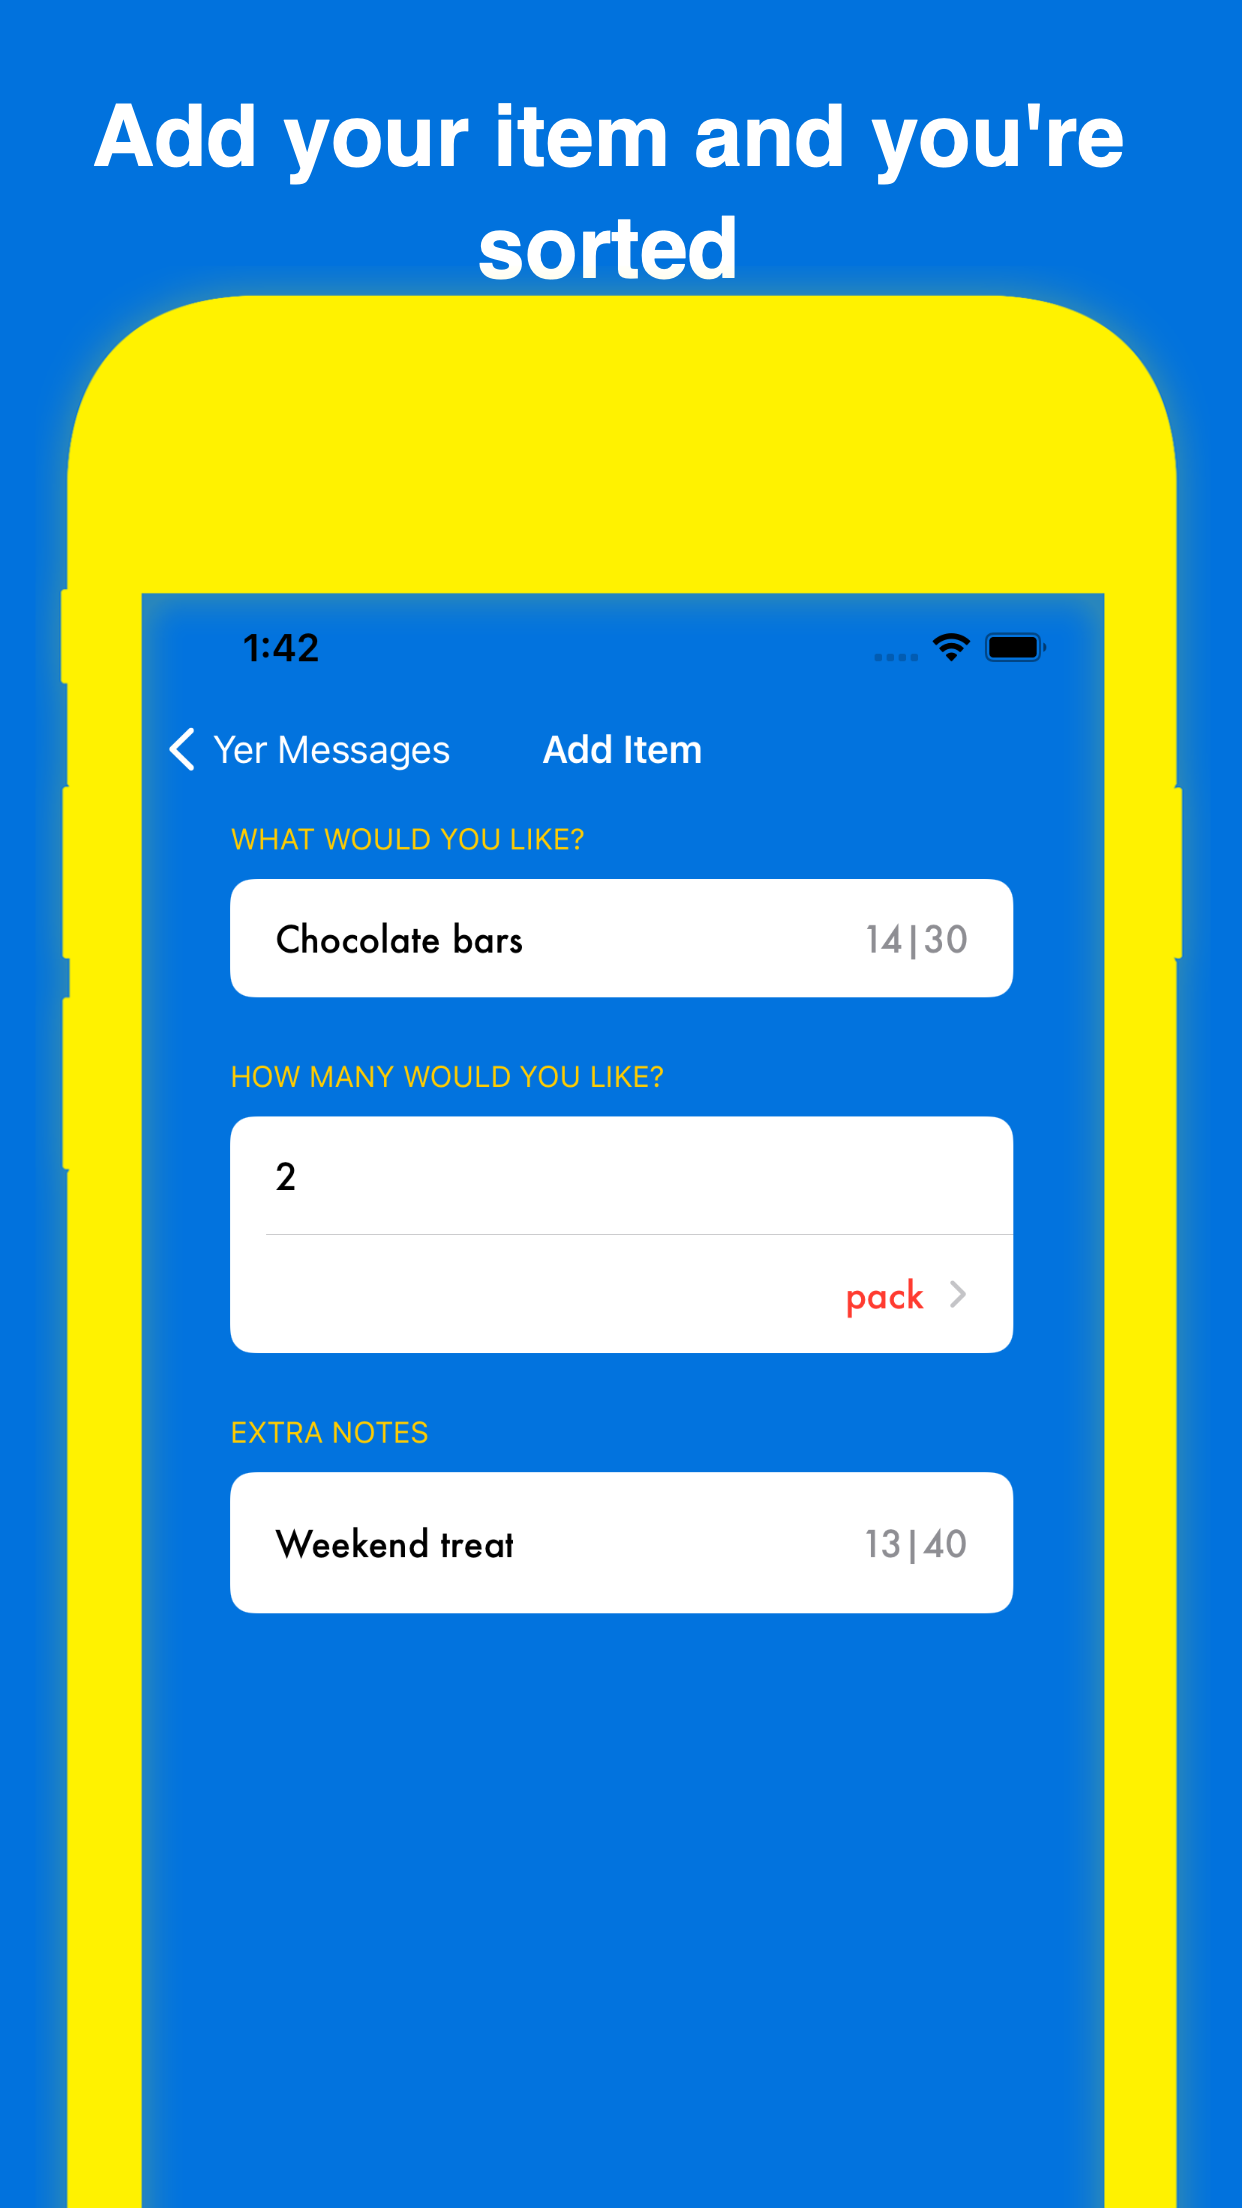 Add your item and you're
sorted
1:42
Yer Messages Add Item
WHAT WOULD YOU LIKE?
Chocolate bars 14|30
HOW MANY WOULD YOU LIKE?
2
pack
EXTRA NOTES
Weekend treat 13|40